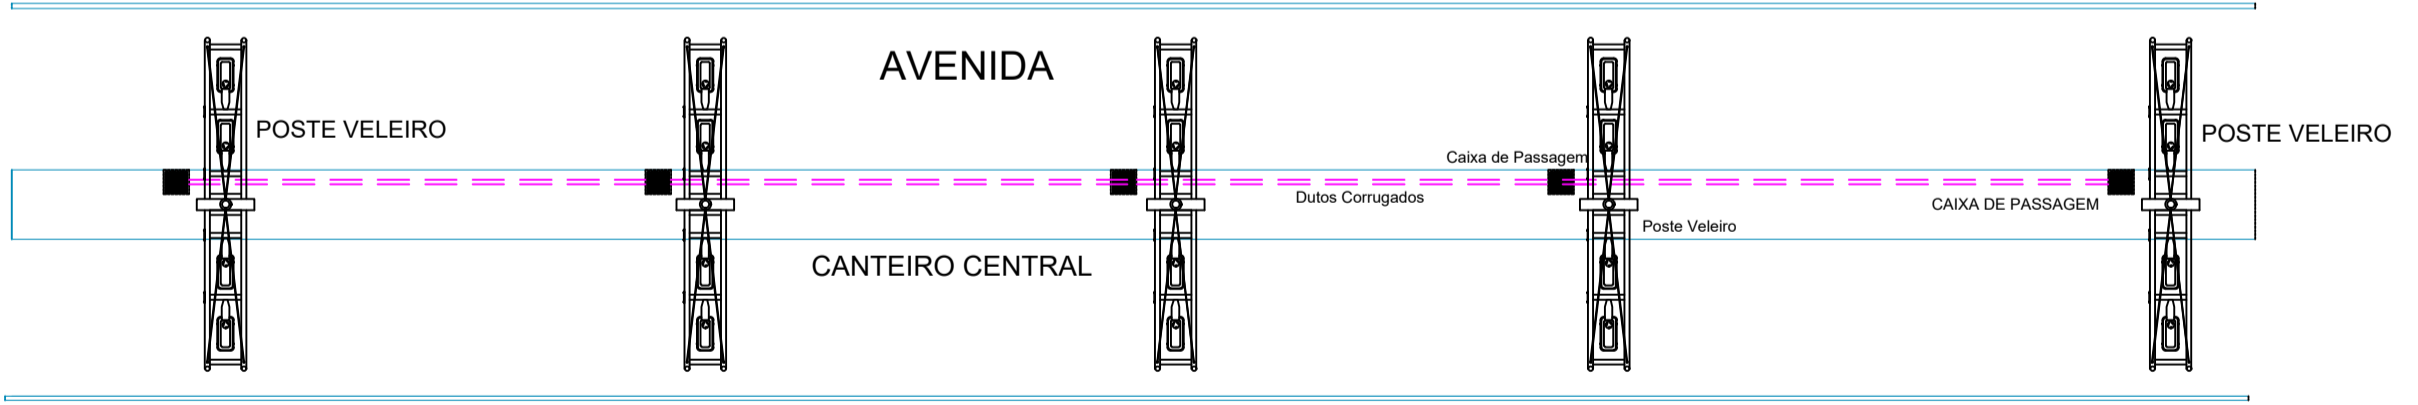 AVENIDA
POSTE VELEIRO
POSTE VELEIRO
Caixa de Passagem
Dutos Corrugados
CAIXA DE PASSAGEM
Poste Veleiro
CANTEIRO CENTRAL